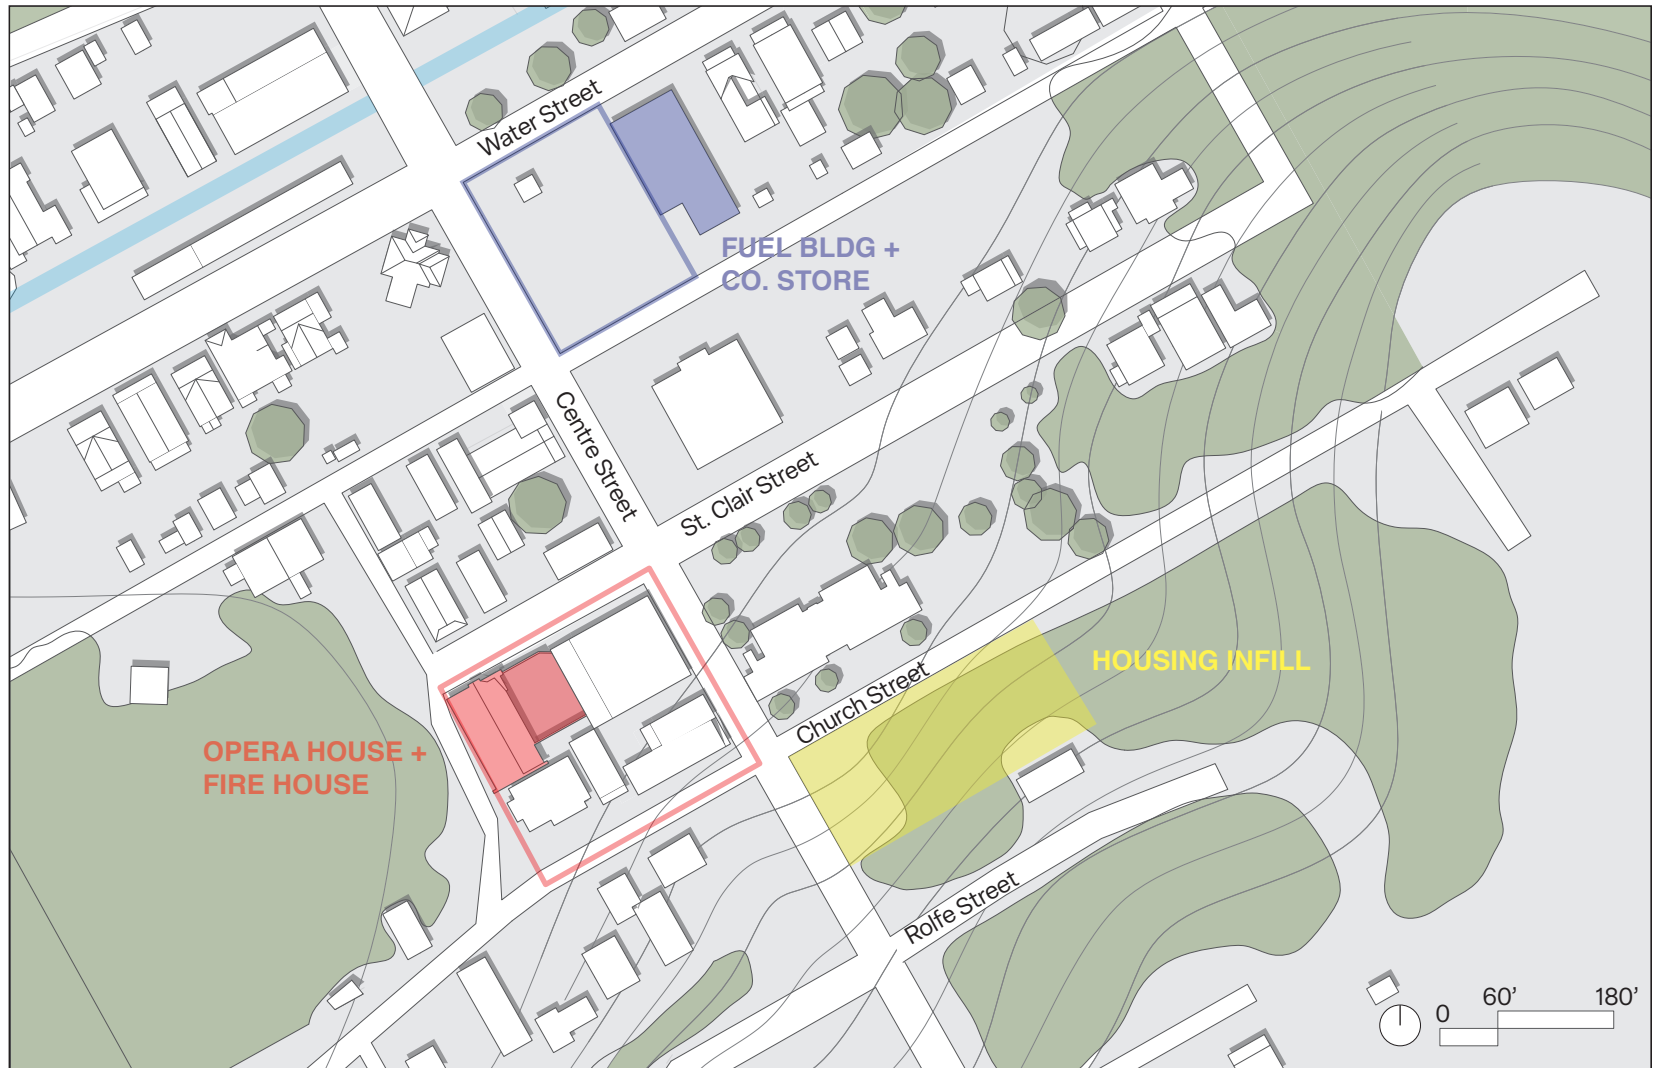 Water Street
FUEL BLDG +
CO. STORE
Centre Street
St. Clair Street
HOUSING INFILL
Church Street
OPERA HOUSE +
FIRE HOUSE
Rolfe Street
0 60’ 180’